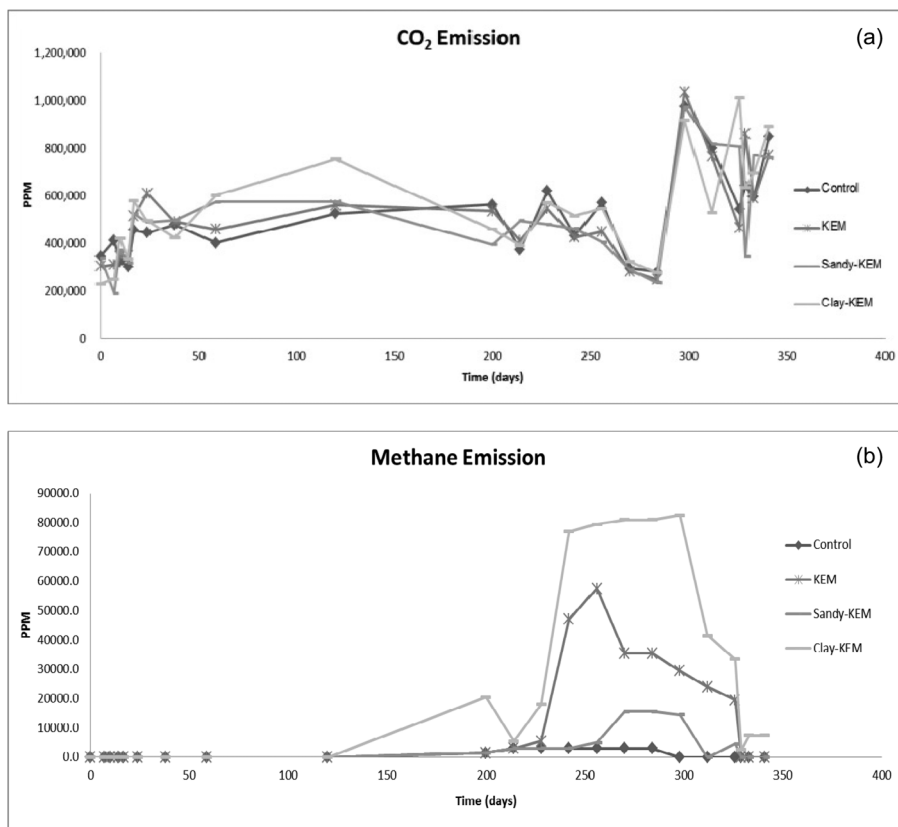 CO₂ Emission
(a)
1,200,000
1,000,000
800,000
600,000
400,000
200,000
0
PPM
0 50 100 150 200 250 300 350 400
Time (days)
Control
KEM
Sandy-KEM
Clay-KEM
Methane Emission
(b)
90000.0
80000.0
70000.0
60000.0
50000.0
40000.0
30000.0
20000.0
10000.0
0.0
PPM
0 50 100 150 200 250 300 350 400
Time (days)
Control
KEM
Sandy-KEM
Clay-KEM